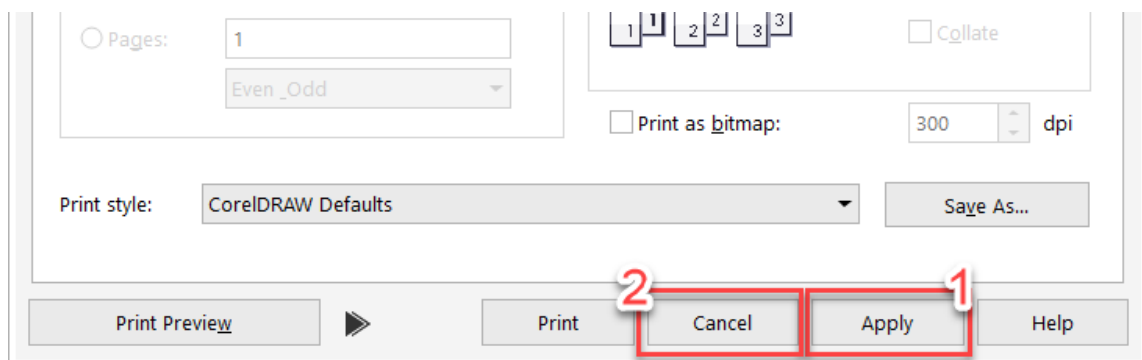 Pages:
1
Even _Odd
1 1 2 2 3 3
Collate
Print as bitmap:
300
dpi
Print style:
CorelDRAW Defaults
Save As...
2
1
Print Preview
Print
Cancel
Apply
Help